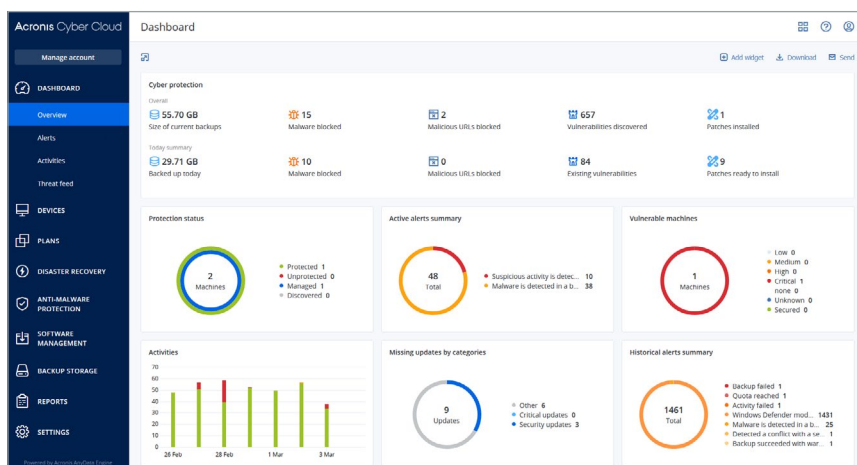 Acronis Cyber Cloud
Manage account
DASHBOARD
Overview
Alerts
Activities
Threat feed
DEVICES
PLANS
DISASTER RECOVERY
ANTI-MALWARE
PROTECTION
SOFTWARE
MANAGEMENT
BACKUP STORAGE
REPORTS
SETTINGS
Powered by Acronis AnyData Engine
Dashboard
Add widget Download Send
Cyber protection
Overall
55.70 GB 15 2 657 1
Size of current backups Malware blocked Malicious URLs blocked Vulnerabilities discovered Patches installed
Today summary
29.71 GB 10 0 84 9
Backed up today Malware blocked Malicious URLs blocked Existing vulnerabilities Patches ready to install
Protection status
2
Machines
Protected 1
Unprotected 0
Managed 1
Discovered 0
Active alerts summary
48
Total
Suspicious activity is detec... 10
Malware is detected in a b... 38
Vulnerable machines
1
Machines
Low 0
Medium 0
High 0
Critical 1
none 0
Unknown 0
Secured 0
Activities
70
60
50
40
30
20
10
0
26 Feb 28 Feb 1 Mar 3 Mar
Missing updates by categories
9
Updates
Other 6
Critical updates 0
Security updates 3
Historical alerts summary
1461
Total
Backup failed 1
Quota reached 1
Activity failed 1
Windows Defender mod... 1431
Malware is detected in a b... 25
Detected a conflict with a se... 1
Backup succeeded with war... 1